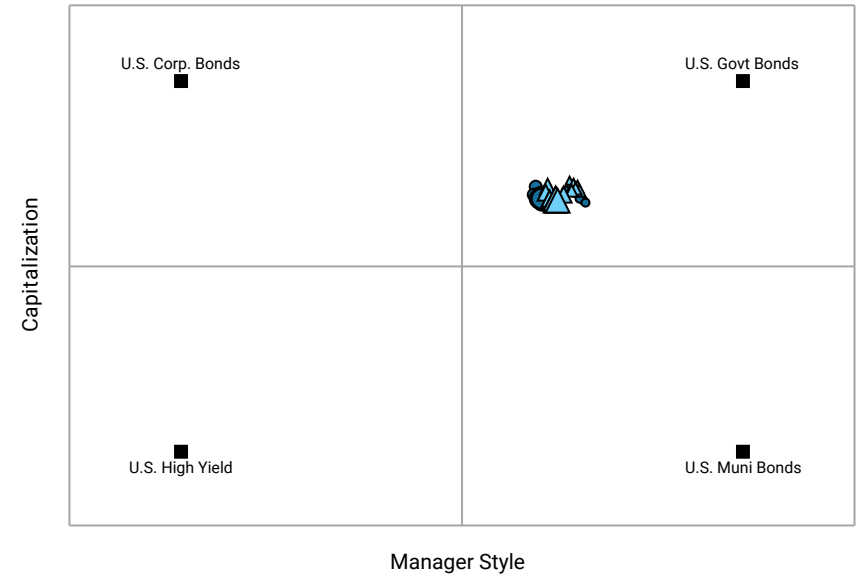 U.S. Corp. Bonds
U.S. Govt Bonds
Capitalization
U.S. High Yield
U.S. Muni Bonds
Manager Style